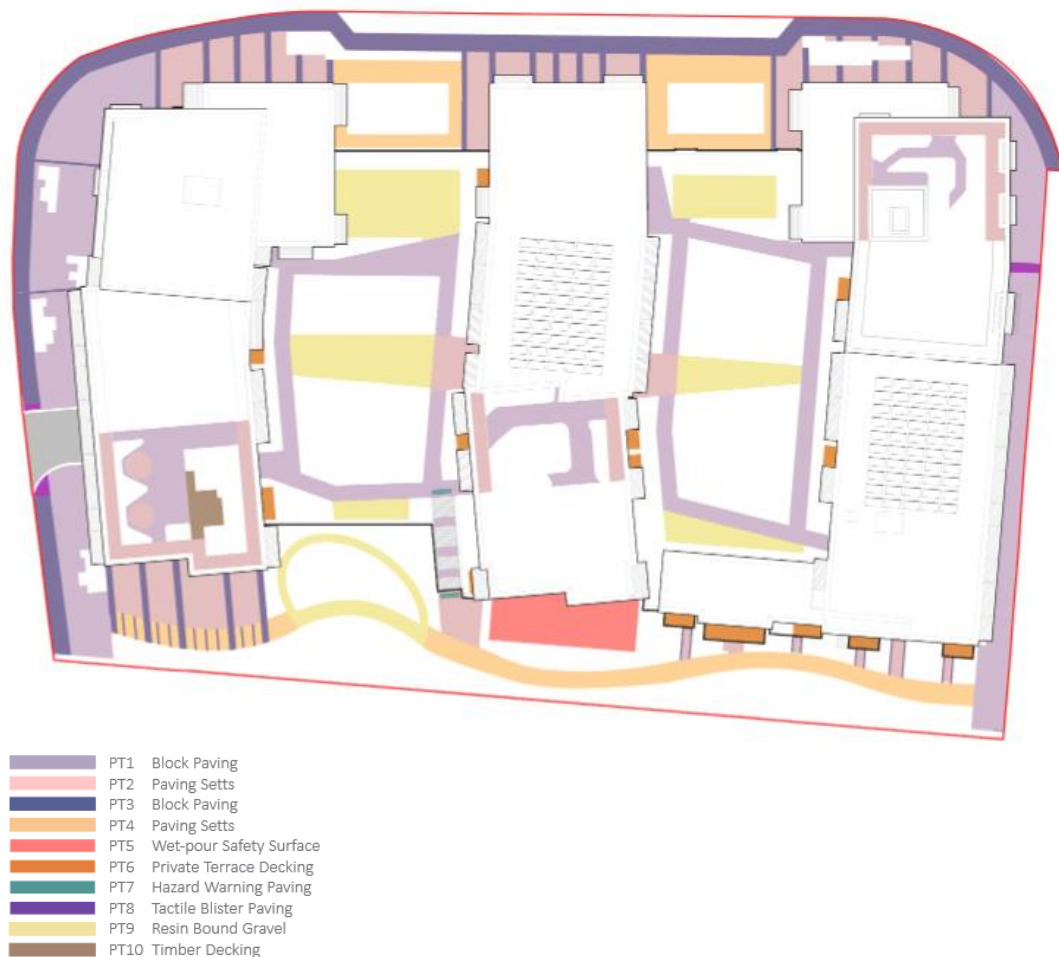 PT1 Block Paving
PT2 Paving Setts
PT3 Block Paving
PT4 Paving Setts
PT5 Wet-pour Safety Surface
PT6 Private Terrace Decking
PT7 Hazard Warning Paving
PT8 Tactile Blister Paving
PT9 Resin Bound Gravel
PT10 Timber Decking